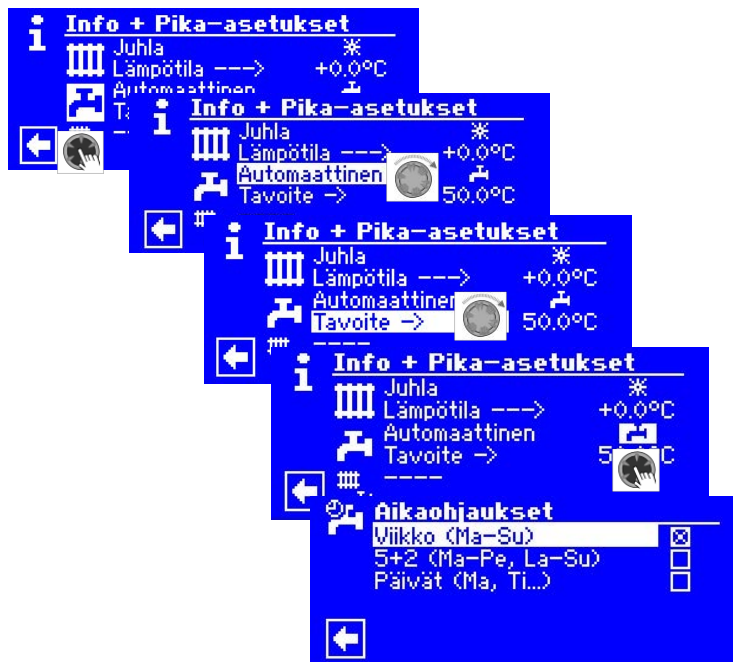 Info + Pika-asetukset
Juhla
Lämpötila ---> +0.0°C
Automaattinen
--
Info + Pika-asetukset
Juhla
Lämpötila ---> +0.0°C
Automaattinen
Tavoite -> 50.0°C
Info + Pika-asetukset
Juhla
Lämpötila ---> +0.0°C
Automaattinen
Tavoite -> 50.0°C
----
Info + Pika-asetukset
Juhla
Lämpötila ---> +0.0°C
Automaattinen
Tavoite -> 
----
Aikaohjaukset
Viikko (Ma-Su)
5+2 (Ma-Pe, La-Su)
Päivät (Ma, Ti...)